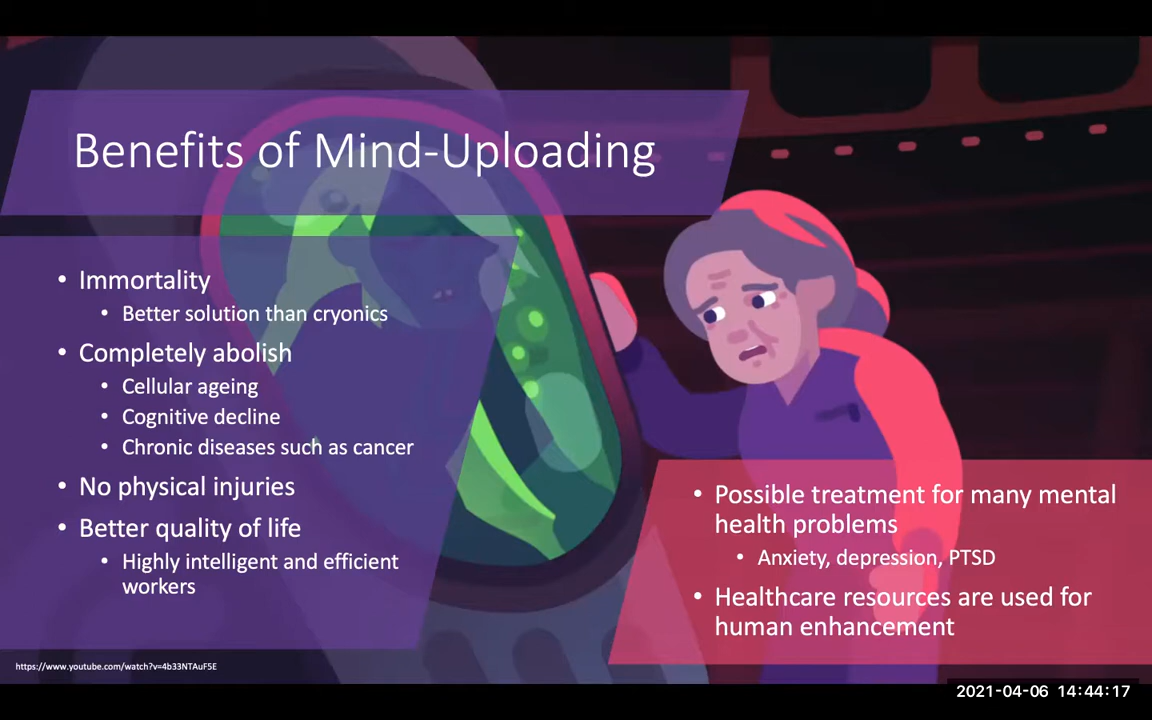 Benefits of Mind-Uploading
• Immortality
• Better solution than cryonics
• Completely abolish
• Cellular ageing
• Cognitive decline
• Chronic diseases such as cancer
• No physical injuries
• Better quality of life
• Highly intelligent and efficient
workers
• Possible treatment for many mental
health problems
• Anxiety, depression, PTSD
• Healthcare resources are used for
human enhancement
https://www.youtube.com/watch?v=4b33NTAuF5E
2021-04-06 14:44:17